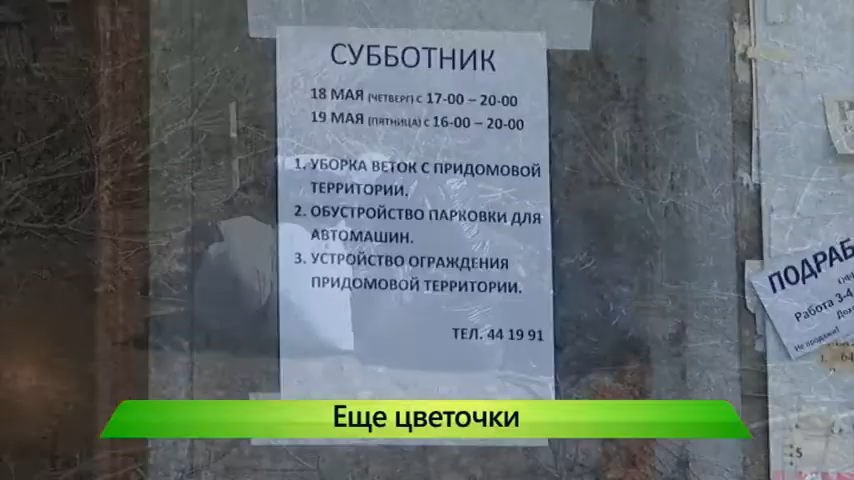 СУББОТНИК
18 МАЯ (ЧЕТВЕРГ) С 17-00 – 20-00
19 МАЯ (ПЯТНИЦА) С 16-00 – 20-00
1. УБОРКА ВЕТОК С ПРИДОМОВОЙ
ТЕРРИТОРИИ.
2. ОБУСТРОЙСТВО ПАРКОВКИ ДЛЯ
АВТОМАШИН.
3. УСТРОЙСТВО ОГРАЖДЕНИЯ
ПРИДОМОВОЙ ТЕРРИТОРИИ.
ТЕЛ. 44 19 91
ПОДРАБ
Работа 3-4
Не продажи!
Еще цветочки